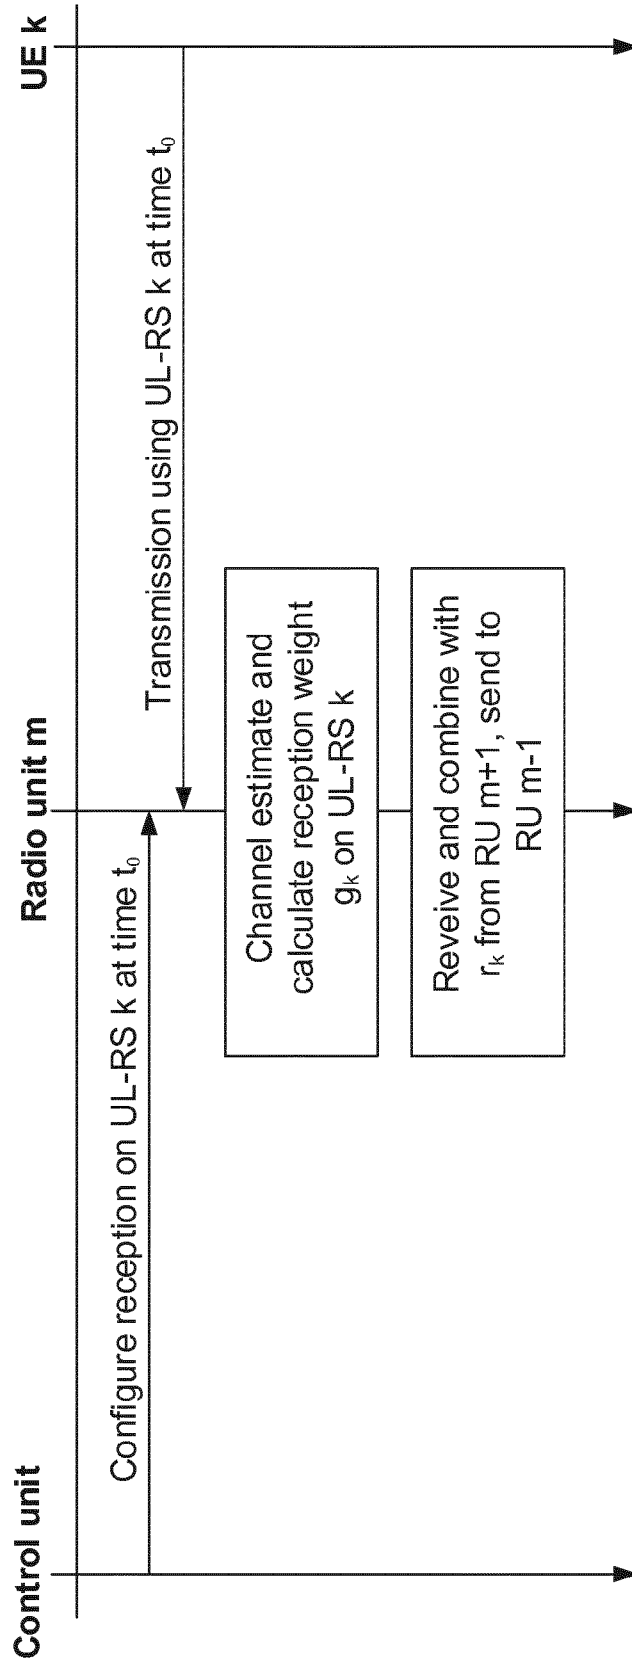 Control unit
Radio unit m
UE k
Configure reception on UL-RS k at time t₀
Transmission using UL-RS k at time t₀
Channel estimate and
calculate reception weight
gₖ on UL-RS k
Reveive and combine with
rₖ from RU m+1, send to
RU m-1